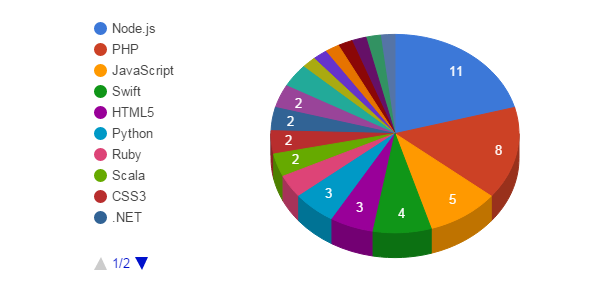 Node.js
PHP
JavaScript
Swift
HTML5
Python
Ruby
Scala
CSS3
.NET
1/2
11
8
5
4
3
3
2
2
2
2